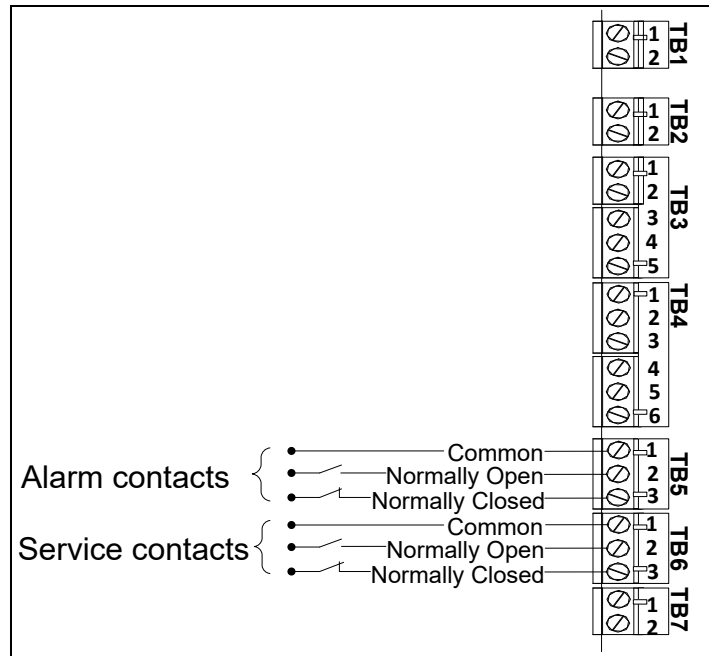 1
2
TB1
1
2
TB2
1
2
3
4
5
TB3
1
2
3
4
5
6
TB4
Alarm contacts
Common
Normally Open
Normally Closed
1
2
3
TB5
Service contacts
Common
Normally Open
Normally Closed
1
2
3
TB6
1
2
TB7